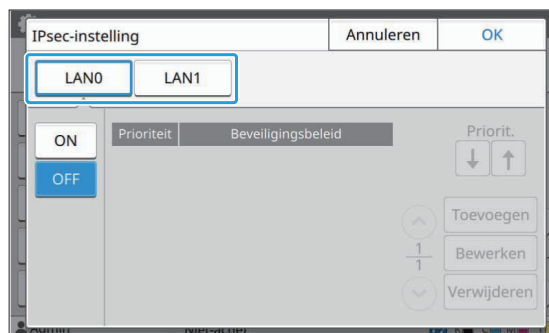 IPsec-instelling
Annuleren
OK
LAN0
LAN1
ON
OFF
Prioriteit
Beveiligingsbeleid
Priorit.
↓ ↑
Toevoegen
1
1
Bewerken
Verwijderen
Admin